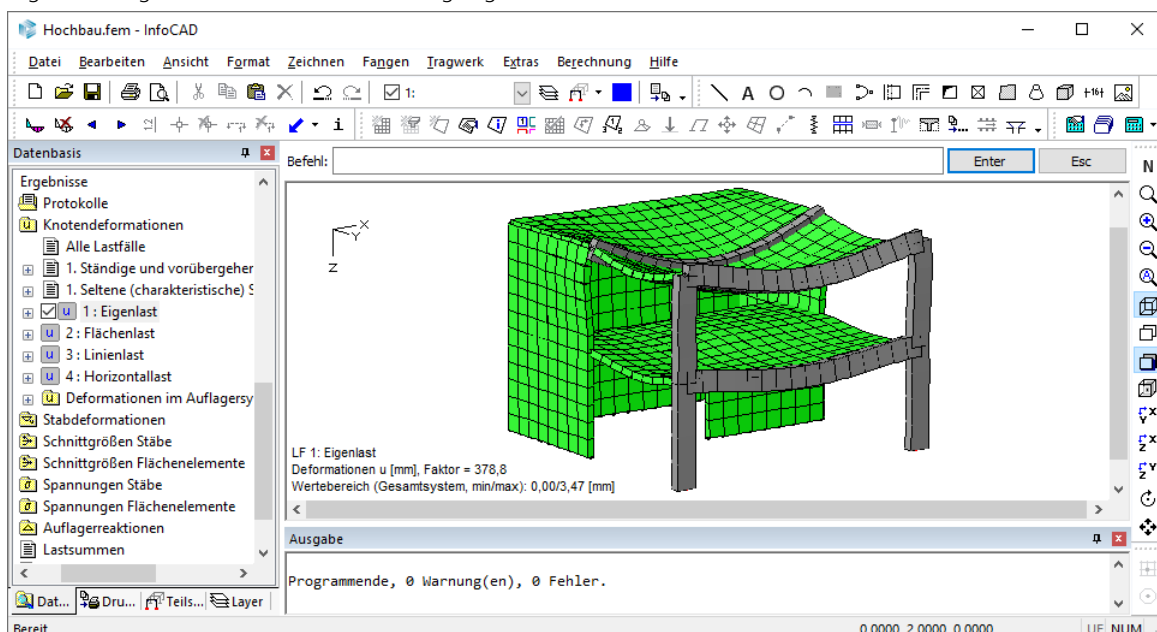 Hochbau.fem - InfoCAD
Datei Bearbeiten Ansicht Format Zeichnen Fangen Tragwerk Extras Berechnung Hilfe
1:
Datenbasis
Befehl:
Enter
Esc
N
Ergebnisse
Protokolle
Knotendeformationen
Alle Lastfälle
1. Ständige und vorübergeher
1. Seltene (charakteristische) S
1 : Eigenlast
2 : Flächenlast
3 : Linienlast
4 : Horizontallast
Deformationen im Auflagersy
Stabdeformationen
Schnittgrößen Stäbe
Schnittgrößen Flächenelemente
Spannungen Stäbe
Spannungen Flächenelemente
Auflagerreaktionen
Lastsummen
Dat... Dru... Teils... Layer
X
Y
Z
LF 1: Eigenlast
Deformationen u [mm], Faktor = 378,8
Wertebereich (Gesamtsystem, min/max): 0,00/3,47 [mm]
Ausgabe
Programmende, 0 Warnung(en), 0 Fehler.
Bereit
0.0000, 2.0000, 0.0000
UF NUM